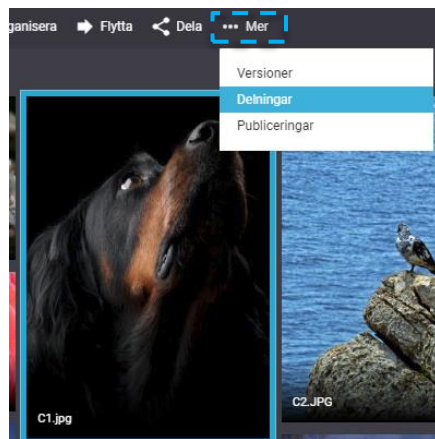 ganisera Flytta Dela ••• Mer
Versioner
Delningar
Publiceringar
C1.jpg
C2.JPG